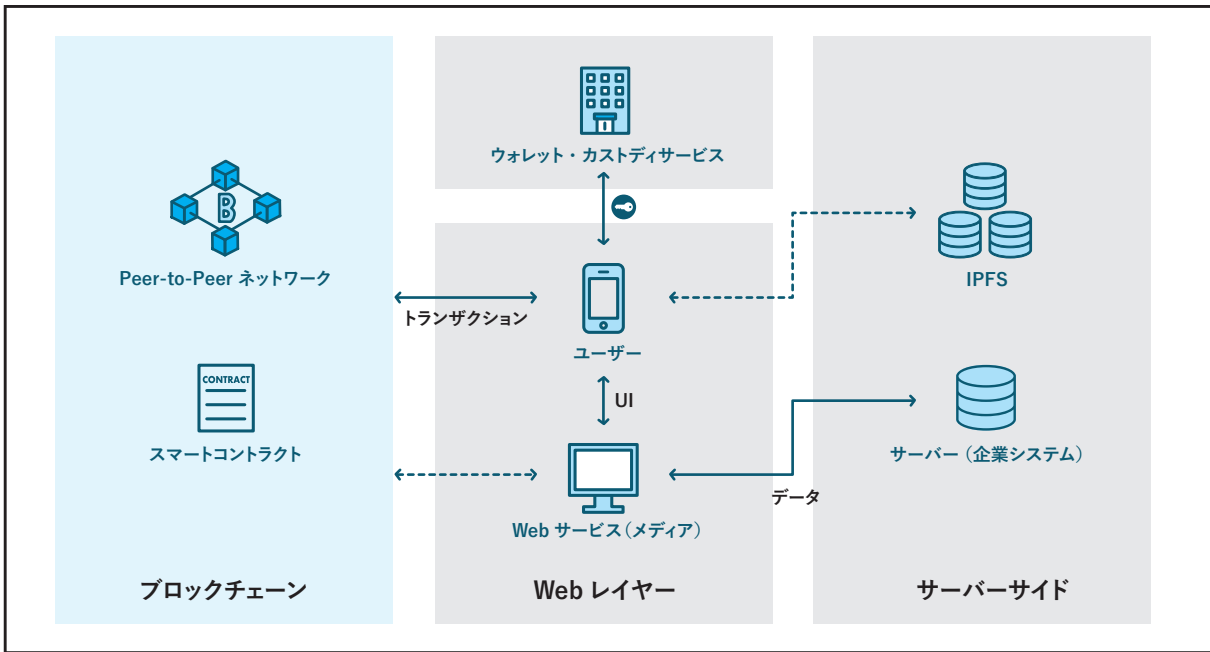 ウォレット・カストディサービス
B
Peer-to-Peer ネットワーク
トランザクション
ユーザー
IPFS
CONTRACT
スマートコントラクト
UI
サーバー（企業システム）
データ
Web サービス（メディア）
ブロックチェーン
Web レイヤー
サーバーサイド